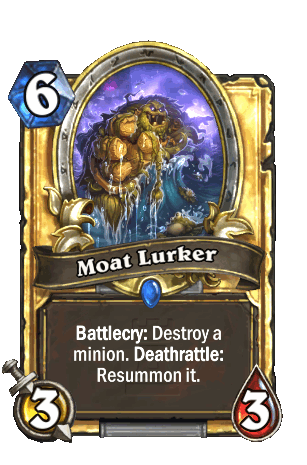 6
Moat Lurker
Battlecry: Destroy a
minion. Deathrattle:
Resummon it.
3
3